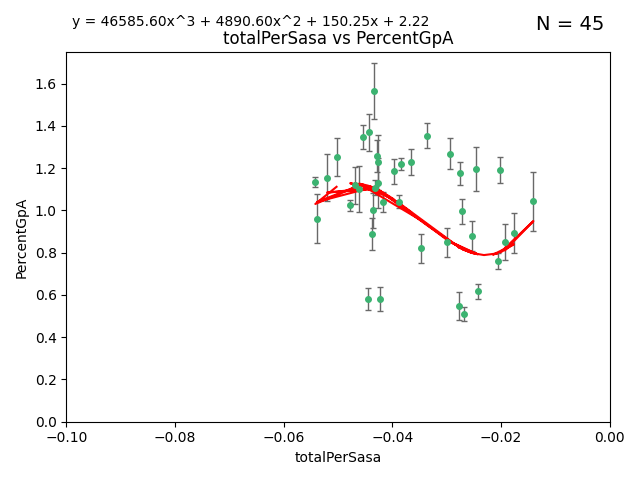 y = 46585.60x^3 + 4890.60x^2 + 150.25x + 2.22
N = 45
totalPerSasa vs PercentGpA
PercentGpA
1.6
1.4
1.2
1.0
0.8
0.6
0.4
0.2
0.0
−0.10 −0.08 −0.06 −0.04 −0.02 0.00
totalPerSasa